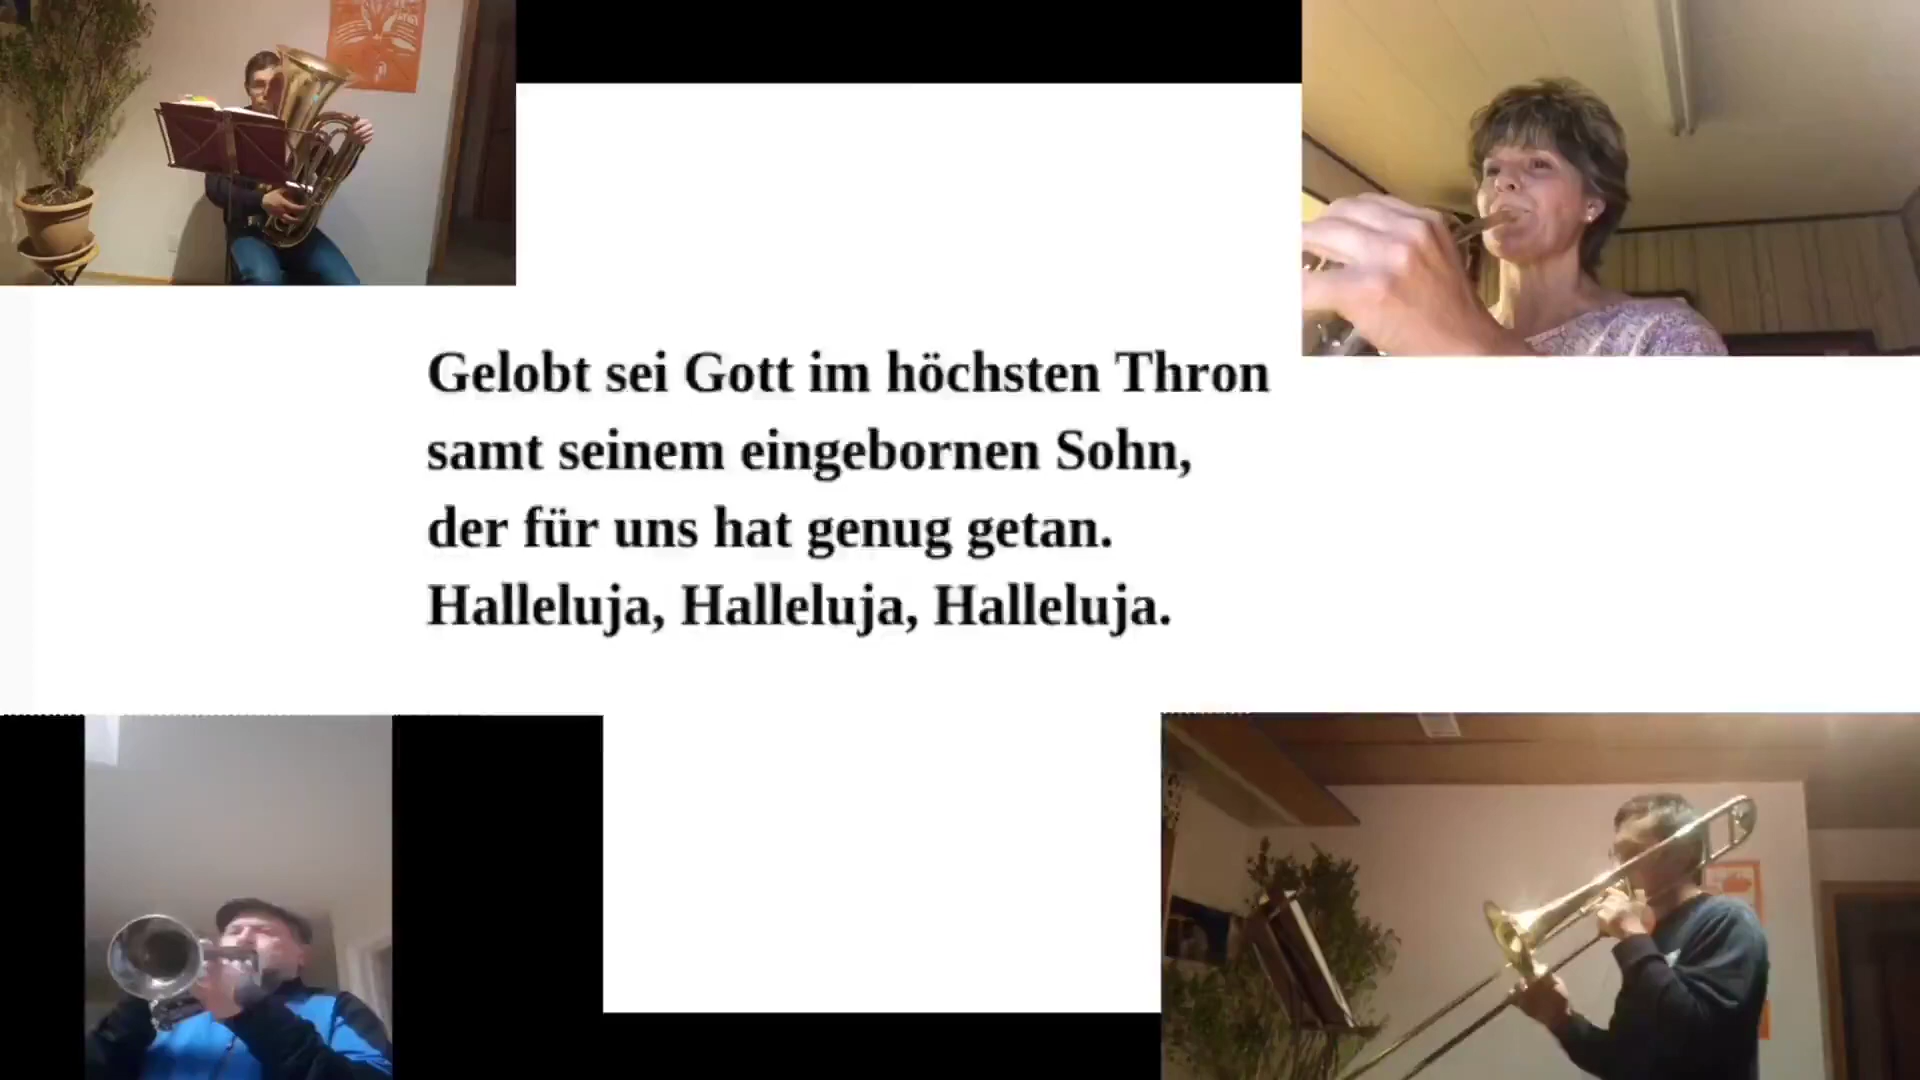 Gelobt sei Gott im höchsten Thron
samt seinem eingebornen Sohn,
der für uns hat genug getan.
Halleluja, Halleluja, Halleluja.